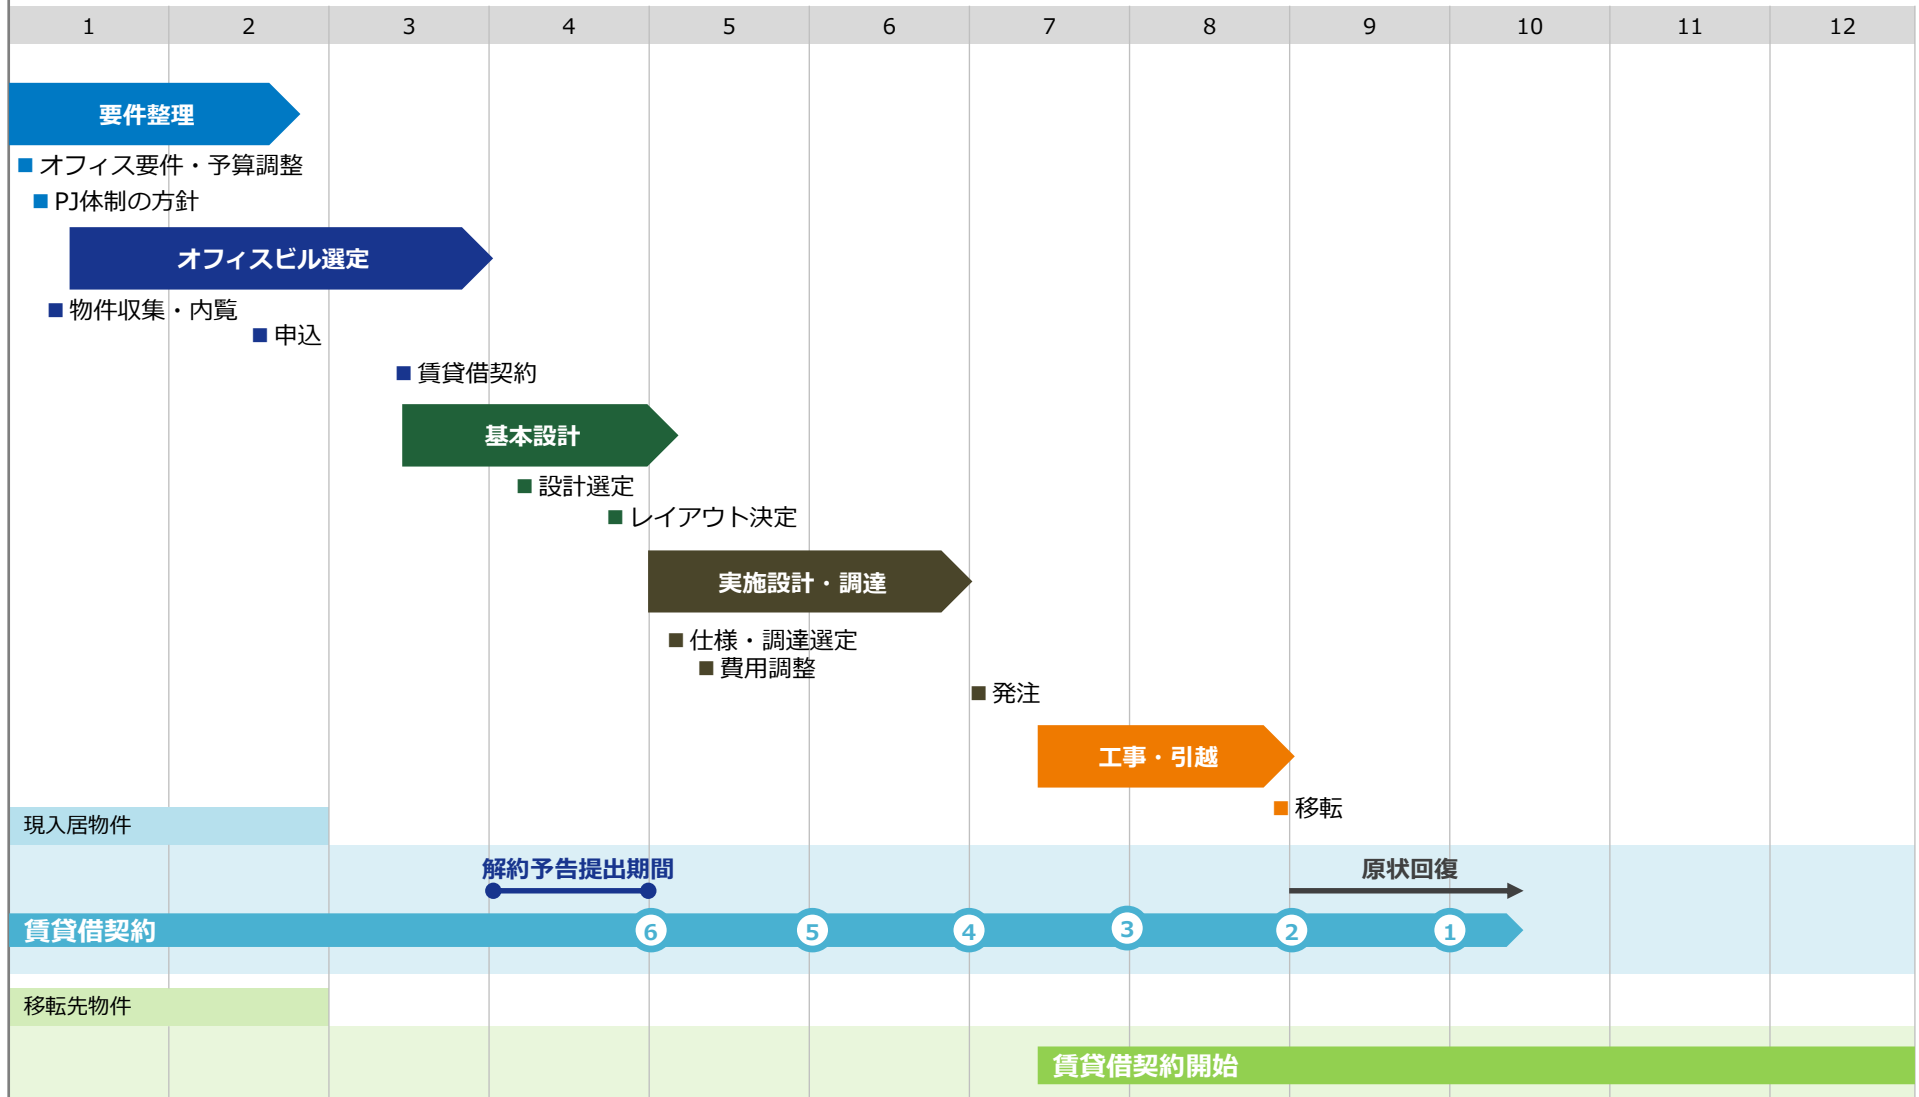 1 2 3 4 5 6 7 8 9 10 11 12
要件整理
オフィス要件・予算調整
PJ体制の方針
オフィスビル選定
物件収集・内覧
申込
賃貸借契約
基本設計
設計選定
レイアウト決定
実施設計・調達
仕様・調達選定
費用調整
発注
工事・引越
移転
現入居物件
解約予告提出期間 原状回復
賃貸借契約 6 5 4 3 2 1
移転先物件
賃貸借契約開始